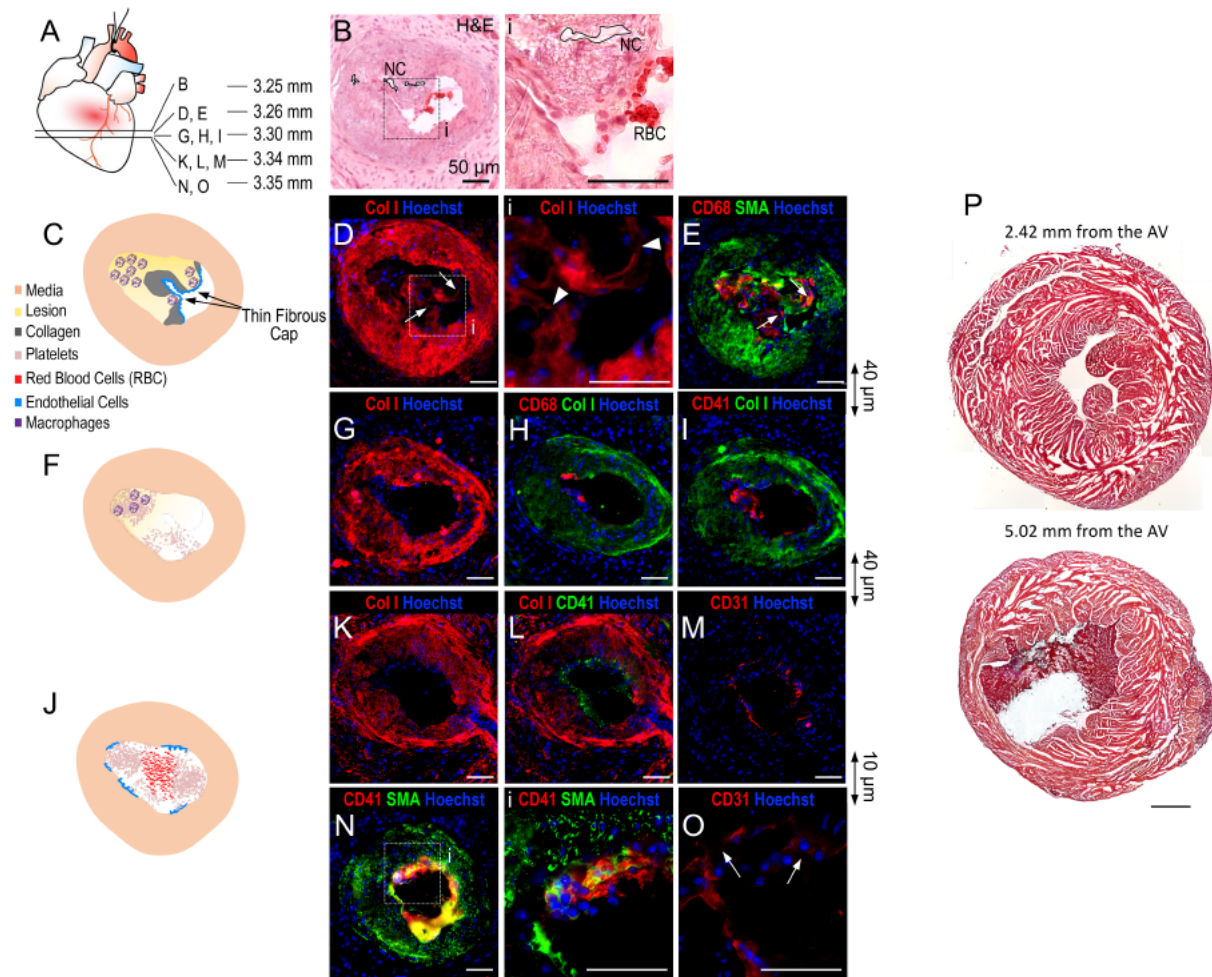 A
B
3.25 mm
D, E
3.26 mm
G, H, I
3.30 mm
K, L, M
3.34 mm
N, O
3.35 mm
B
H&E
NC
i
50 µm
i
NC
RBC
C
Thin Fibrous
Cap
Media
Lesion
Collagen
Platelets
Red Blood Cells (RBC)
Endothelial Cells
Macrophages
Col I Hoechst
D
i
i
Col I Hoechst
CD68 SMA Hoechst
E
40 µm
F
Col I Hoechst
G
CD68 Col I Hoechst
H
CD41 Col I Hoechst
I
40 µm
J
Col I Hoechst
K
Col I CD41 Hoechst
L
CD31 Hoechst
M
10 µm
CD41 SMA Hoechst
N
i
i
CD41 SMA Hoechst
CD31 Hoechst
O
P
2.42 mm from the AV
5.02 mm from the AV